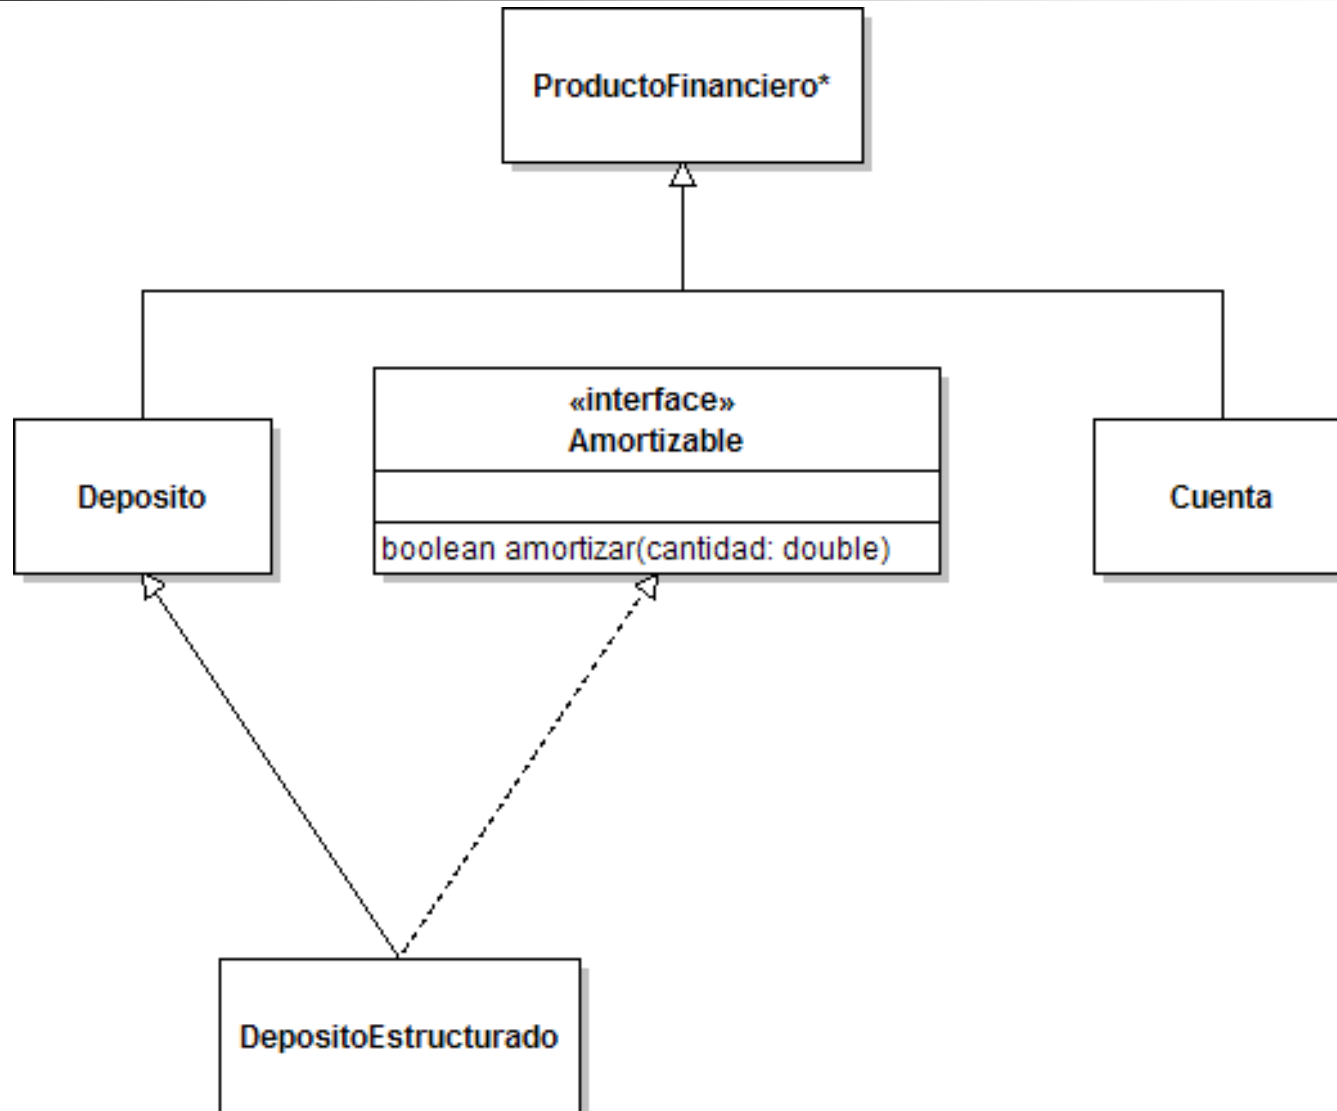 ProductoFinanciero*
«interface»
Amortizable
Deposito
boolean amortizar(cantidad: double)
Cuenta
DepositoEstructurado